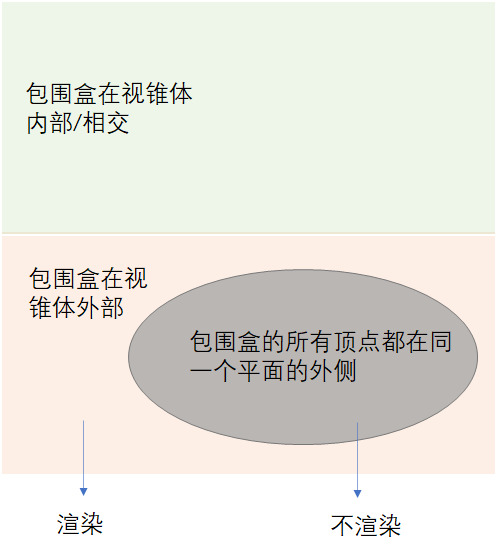 包围盒在视锥体
内部/相交
包围盒在视
锥体外部
包围盒的所有顶点都在同
一个平面的外侧
渲染
不渲染